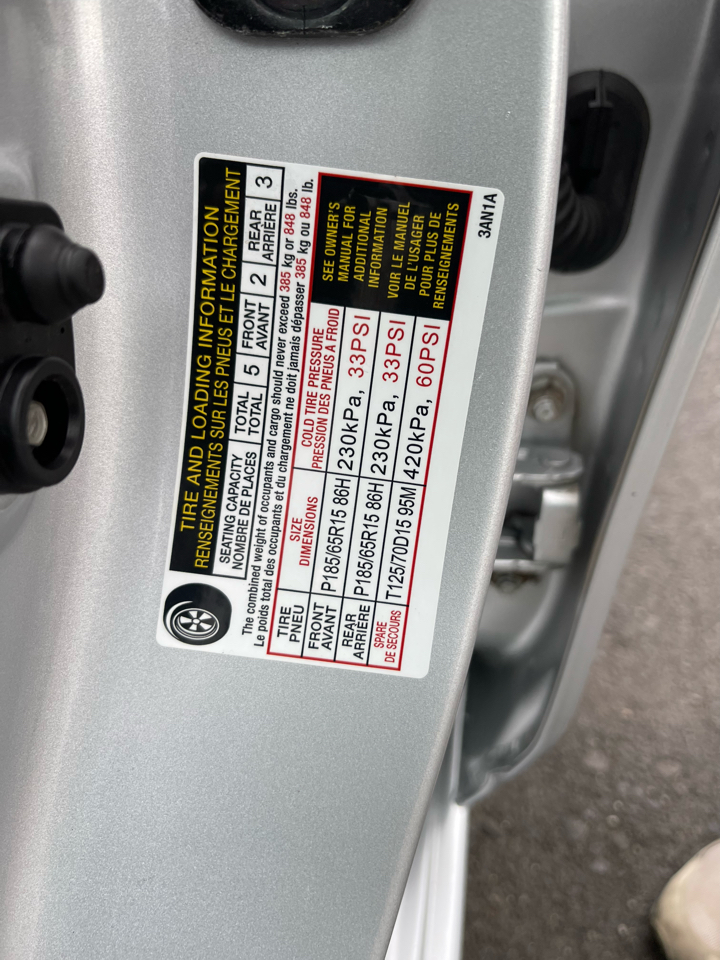 TIRE AND LOADING INFORMATION
RENSEIGNEMENTS SUR LES PNEUS ET LE CHARGEMENT
SEATING CAPACITY
NOMBRE DE PLACES
TOTAL
TOTAL
5
FRONT
AVANT
2
REAR
ARRIÈRE
3
The combined weight of occupants and cargo should never exceed 385 kg or 848 lbs.
Le poids total des occupants et du chargement ne doit jamais dépasser 385 kg ou 848 lb.
TIRE
PNEU
SIZE
DIMENSIONS
COLD TIRE PRESSURE
PRESSION DES PNEUS A FROID
FRONT
AVANT
P185/65R15 86H
230kPa, 33PSI
REAR
ARRIÈRE
P185/65R15 86H
230kPa, 33PSI
SPARE
DE SECOURS
T125/70D15 95M
420kPa, 60PSI
SEE OWNER'S
MANUAL FOR
ADDITIONAL
INFORMATION
VOIR LE MANUEL
DE L'USAGER
POUR PLUS DE
RENSEIGNEMENTS
3AN1A